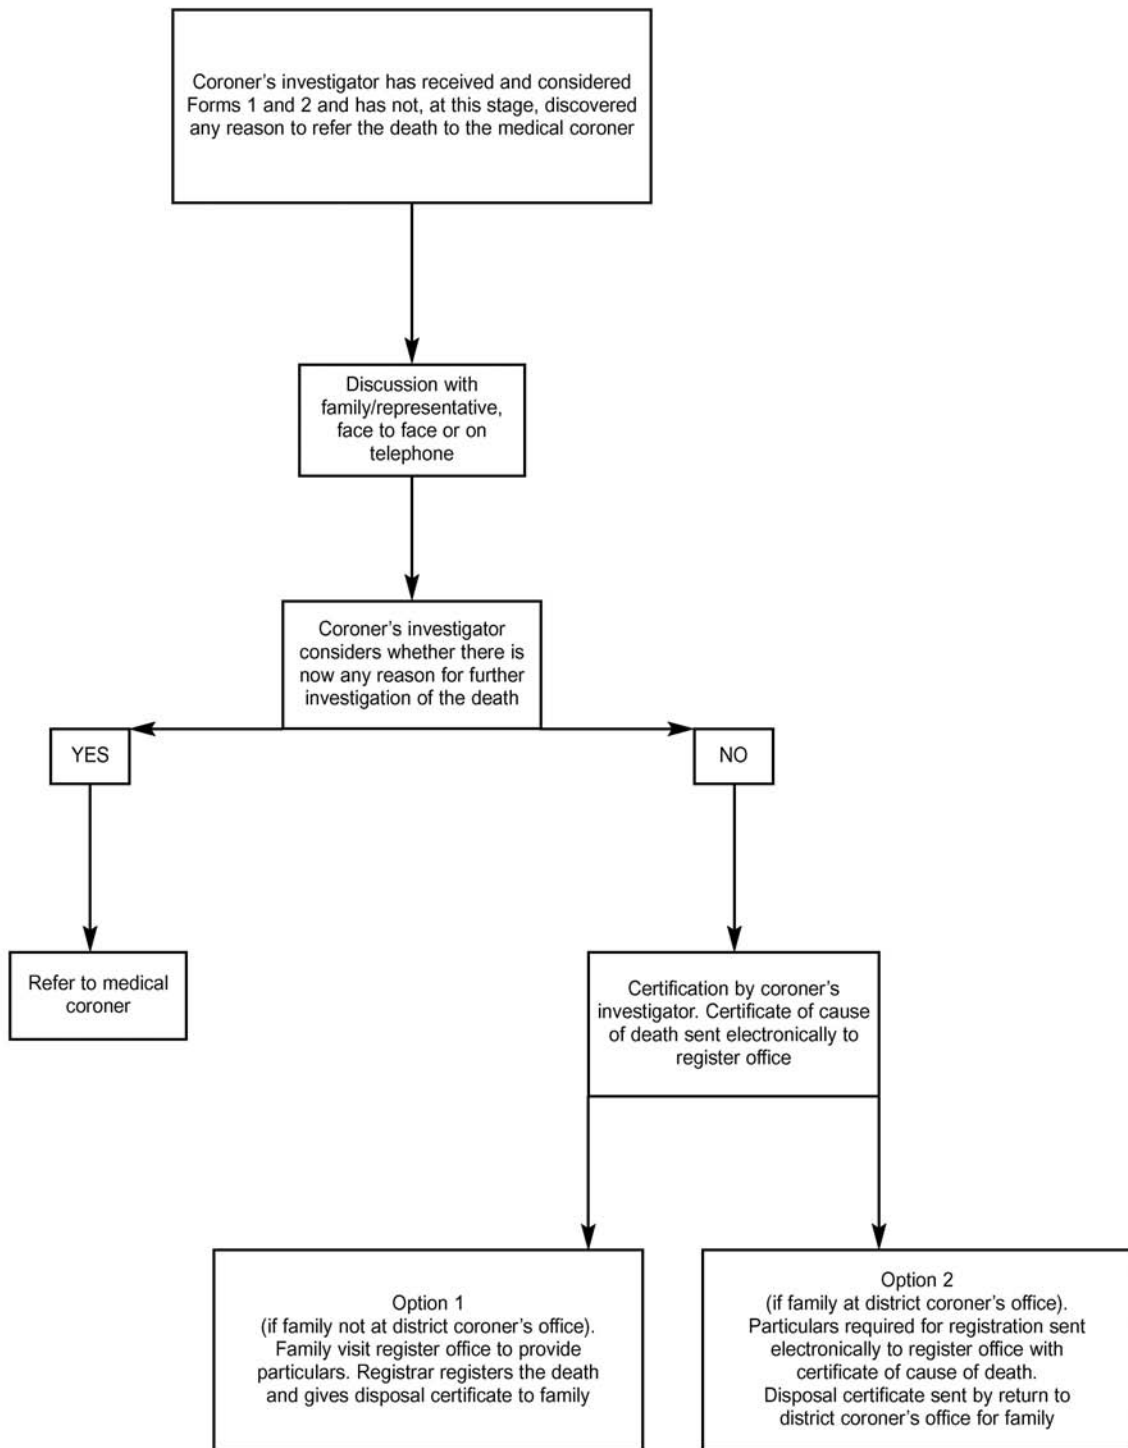 Coroner's investigator has received and considered
Forms 1 and 2 and has not, at this stage, discovered
any reason to refer the death to the medical coroner
Discussion with
family/representative,
face to face or on
telephone
Coroner's investigator
considers whether there is
now any reason for further
investigation of the death
YES
NO
Refer to medical
coroner
Certification by coroner's
investigator. Certificate of cause
of death sent electronically to
register office
Option 1
(if family not at district coroner's office).
Family visit register office to provide
particulars. Registrar registers the death
and gives disposal certificate to family
Option 2
(if family at district coroner's office).
Particulars required for registration sent
electronically to register office with
certificate of cause of death.
Disposal certificate sent by return to
district coroner's office for family